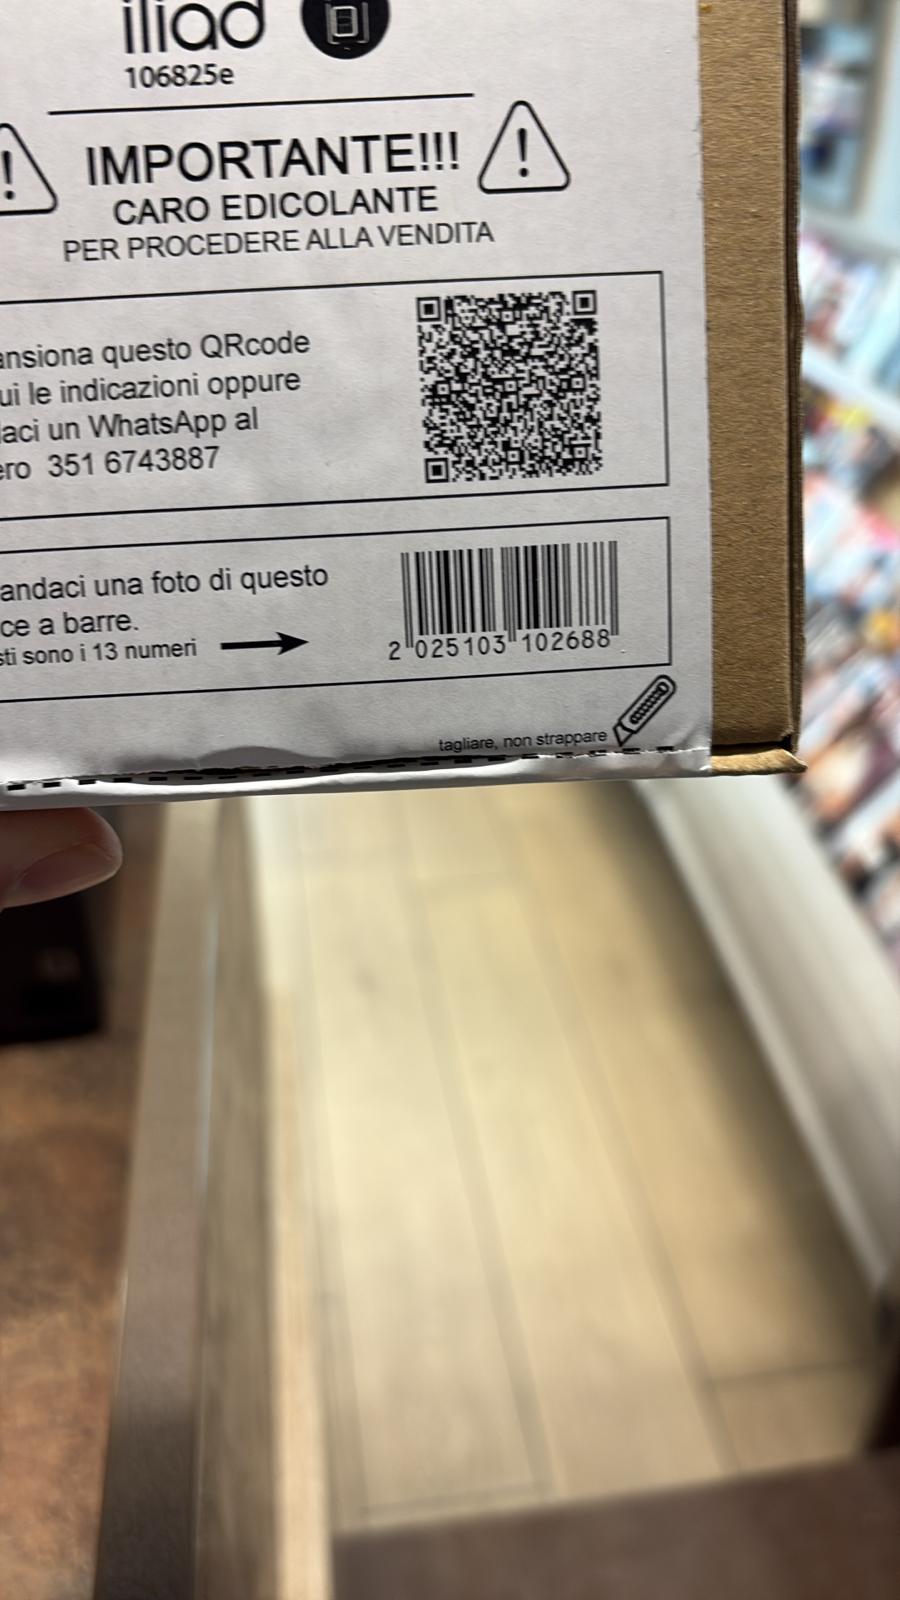 iliad
106825e
IMPORTANTE!!!
CARO EDICOLANTE
PER PROCEDERE ALLA VENDITA
ansiona questo QRcode
ui le indicazioni oppure
daci un WhatsApp al
ero 351 6743887
andaci una foto di questo
ce a barre.
sti sono i 13 numeri
2 025103 102688
tagliare, non strappare